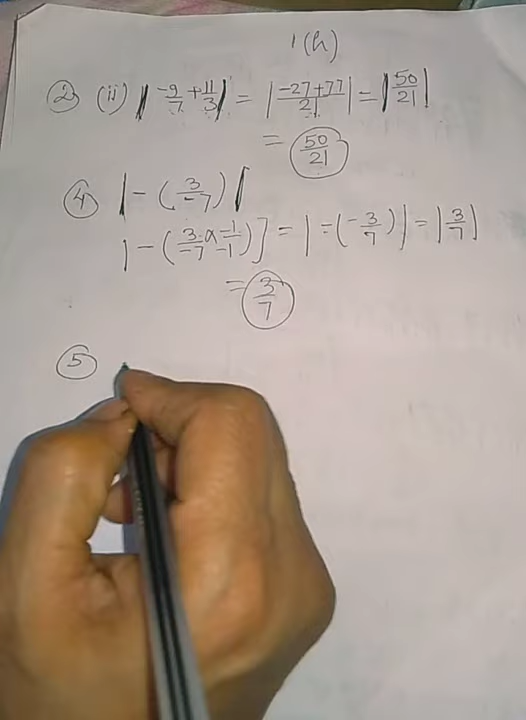 1(h)
② (ii) |-9/7 + 11/3| = |-27+77/21| = |50/21|
= 50/21
④ |-(3/-7)|
|-(3/-7 × -1/-1)] = |-(-3/7)| = |3/7|
= 3/7
⑤